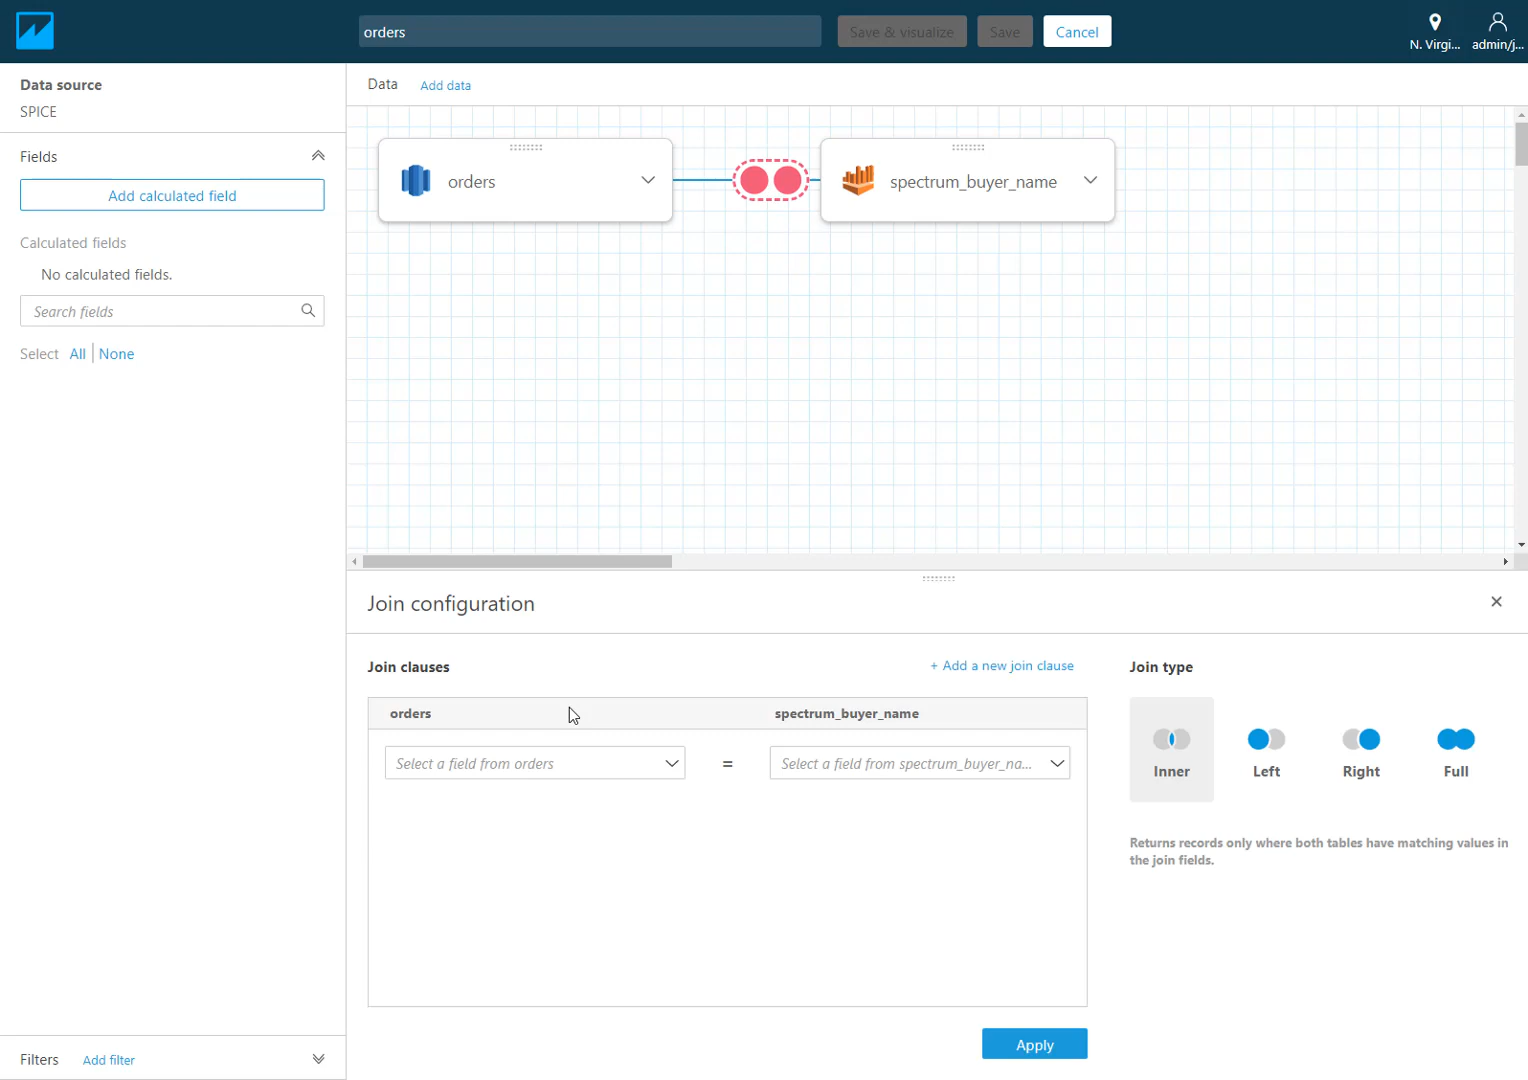 orders
Save & visualize
Save
Cancel
N. Virgi...
admin/j...
Data source
SPICE
Data
Add data
Fields
Add calculated field
Calculated fields
No calculated fields.
Search fields
Select All None
orders
spectrum_buyer_name
Join configuration
Join clauses
+ Add a new join clause
orders
spectrum_buyer_name
Select a field from orders
=
Select a field from spectrum_buyer_na...
Join type
Inner
Left
Right
Full
Returns records only where both tables have matching values in
the join fields.
Apply
Filters
Add filter